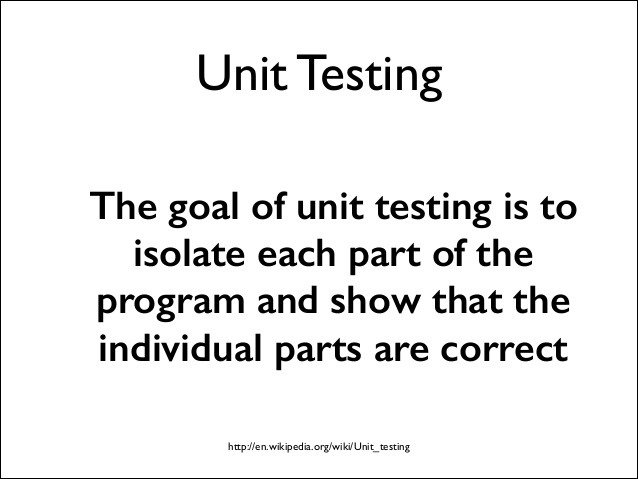 Unit Testing
The goal of unit testing is to
isolate each part of the
program and show that the
individual parts are correct
http://en.wikipedia.org/wiki/Unit_testing